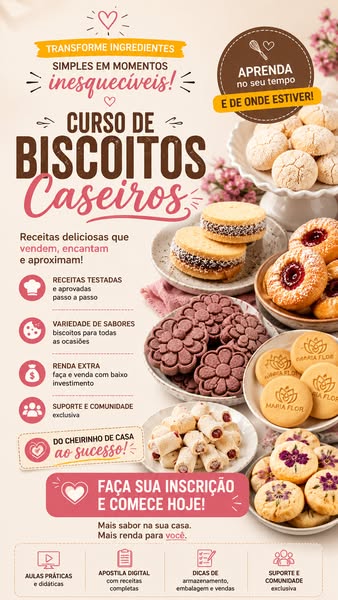 TRANSFORME INGREDIENTES
SIMPLES EM MOMENTOS
inesquecíveis!
APRENDA
no seu tempo
E DE ONDE ESTIVER!
CURSO DE
BISCOITOS
Caseiros
Receitas deliciosas que
vendem, encantam
e aproximam!
RECEITAS TESTADAS
e aprovadas
passo a passo
VARIEDADE DE SABORES
biscoitos para todas
as ocasiões
RENDA EXTRA
faça e venda com baixo
investimento
SUPORTE E COMUNIDADE
exclusiva
DO CHEIRINHO DE CASA
ao sucesso!
MARIA FLOR
MARIA FLOR
MARIA FLOR
FAÇA SUA INSCRIÇÃO
E COMECE HOJE!
Mais sabor na sua casa.
Mais renda para você.
AULAS PRÁTICAS
e didáticas
APOSTILA DIGITAL
com receitas
completas
DICAS DE
armazenamento,
embalagem e vendas
SUPORTE E
COMUNIDADE
exclusiva